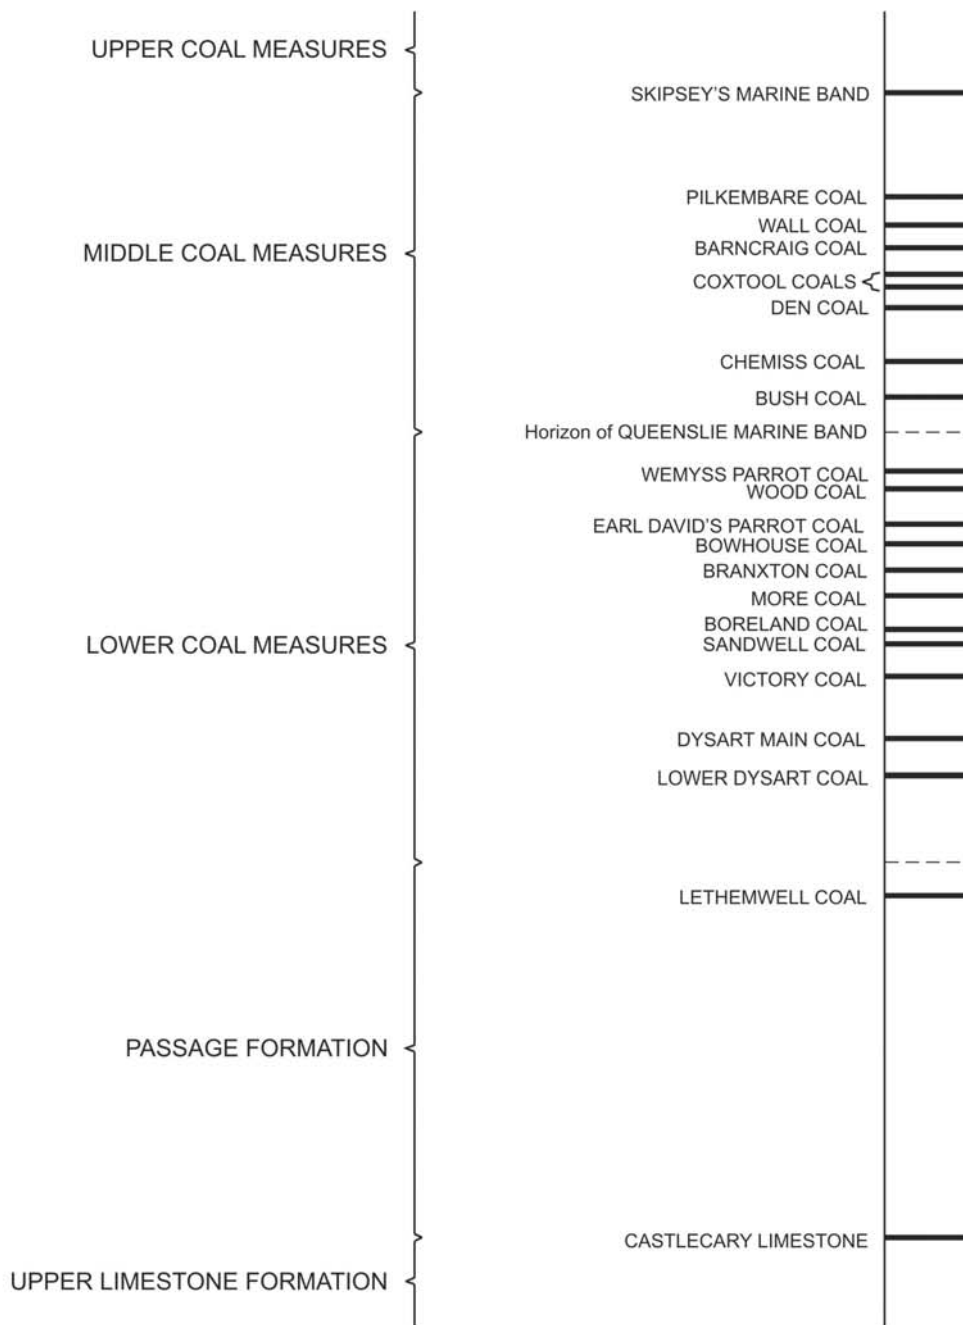 UPPER COAL MEASURES
SKIPSEY'S MARINE BAND
PILKEMBARE COAL
WALL COAL
MIDDLE COAL MEASURES
BARNCRAIG COAL
COXTOOL COALS
DEN COAL
CHEMISS COAL
BUSH COAL
Horizon of QUEENSLIE MARINE BAND
WEMYSS PARROT COAL
WOOD COAL
EARL DAVID'S PARROT COAL
BOWHOUSE COAL
BRANXTON COAL
MORE COAL
BORELAND COAL
LOWER COAL MEASURES
SANDWELL COAL
VICTORY COAL
DYSART MAIN COAL
LOWER DYSART COAL
LETHEMWELL COAL
PASSAGE FORMATION
CASTLECARY LIMESTONE
UPPER LIMESTONE FORMATION